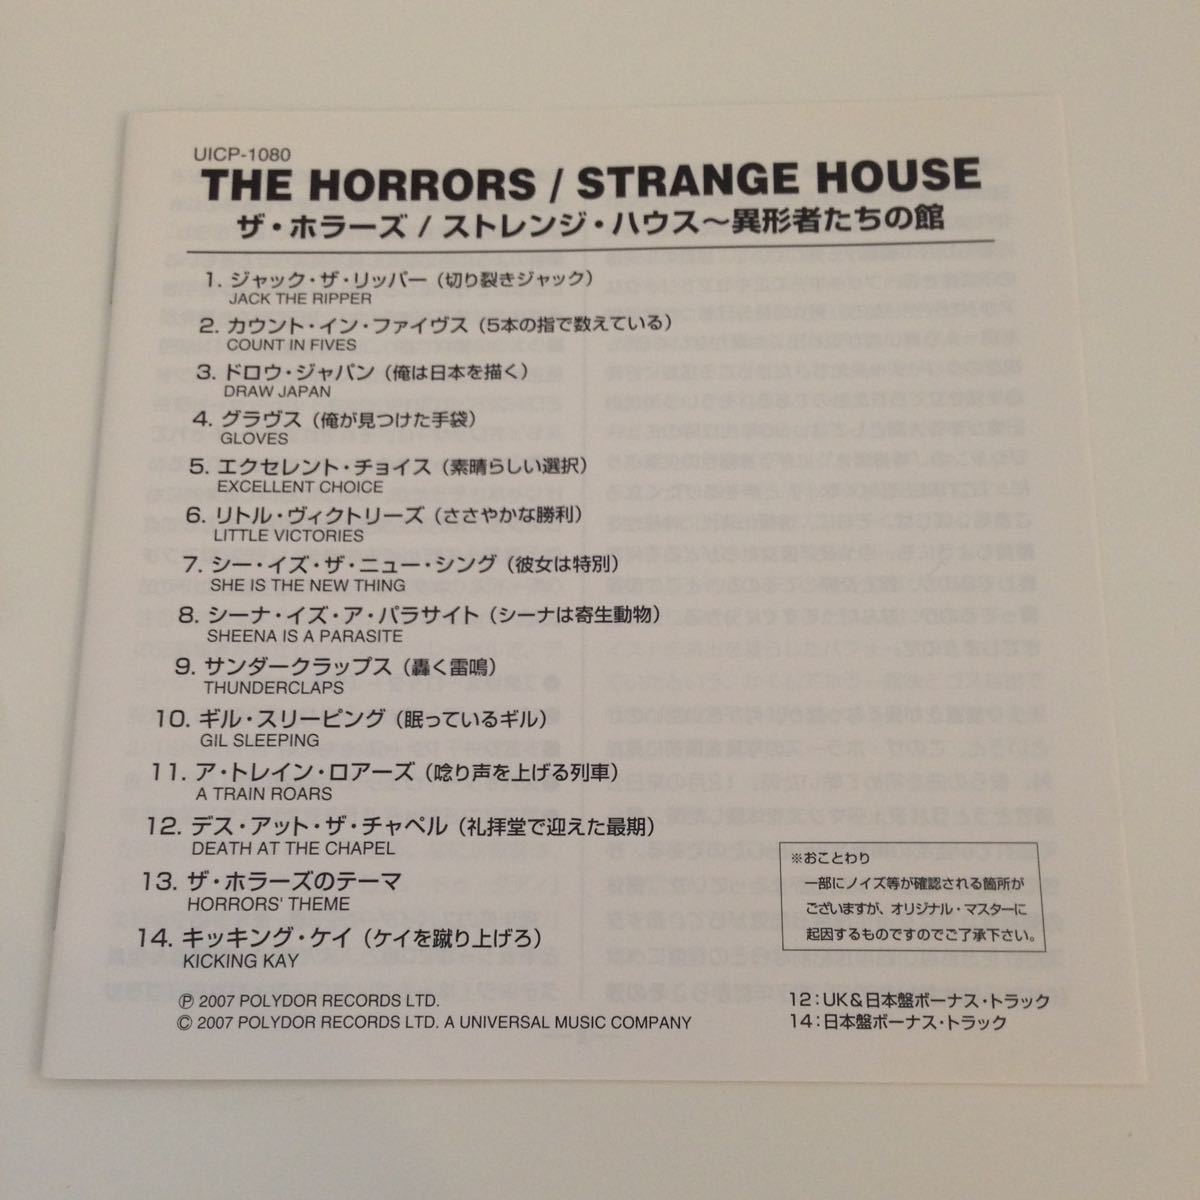 UICP-1080
THE HORRORS / STRANGE HOUSE
ザ・ホラーズ / ストレンジ・ハウス～異形者たちの館
1. ジャック・ザ・リッパー（切り裂きジャック）
JACK THE RIPPER
2. カウント・イン・ファイヴス（5本の指で数えている）
COUNT IN FIVES
3. ドロウ・ジャパン（俺は日本を描く）
DRAW JAPAN
4. グラヴス（俺が見つけた手袋）
GLOVES
5. エクセレント・チョイス（素晴らしい選択）
EXCELLENT CHOICE
6. リトル・ヴィクトリーズ（ささやかな勝利）
LITTLE VICTORIES
7. シー・イズ・ザ・ニュー・シング（彼女は特別）
SHE IS THE NEW THING
8. シーナ・イズ・ア・パラサイト（シーナは寄生動物）
SHEENA IS A PARASITE
9. サンダークラップス（轟く雷鳴）
THUNDERCLAPS
10. ギル・スリーピング（眠っているギル）
GIL SLEEPING
11. ア・トレイン・ロアーズ（唸り声を上げる列車）
A TRAIN ROARS
12. デス・アット・ザ・チャペル（礼拝堂で迎えた最期）
DEATH AT THE CHAPEL
13. ザ・ホラーズのテーマ
HORRORS' THEME
14. キッキング・ケイ（ケイを蹴り上げろ）
KICKING KAY
※おことわり
一部にノイズ等が確認される箇所が
ございますが、オリジナル・マスターに
起因するものですのでご了承下さい。
℗ 2007 POLYDOR RECORDS LTD.
© 2007 POLYDOR RECORDS LTD. A UNIVERSAL MUSIC COMPANY
12：UK＆日本盤ボーナス・トラック
14：日本盤ボーナス・トラック